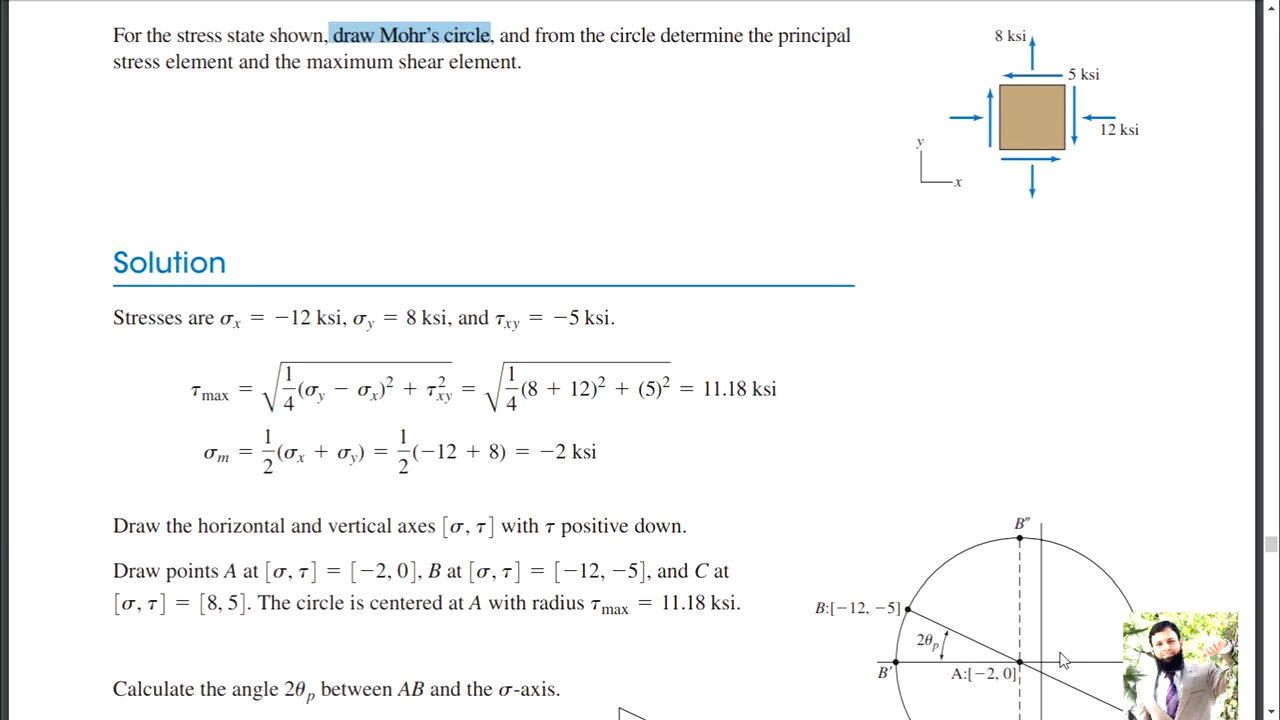 For the stress state shown, draw Mohr's circle, and from the circle determine the principal
stress element and the maximum shear element.
8 ksi
5 ksi
12 ksi
y
x
Solution
Stresses are σx = −12 ksi, σy = 8 ksi, and τxy = −5 ksi.
τmax = √(1/4 (σy − σx)² + τ²xy) = √(1/4 (8 + 12)² + (5)²) = 11.18 ksi
σm = 1/2 (σx + σy) = 1/2 (−12 + 8) = −2 ksi
Draw the horizontal and vertical axes [σ, τ] with τ positive down.
Draw points A at [σ, τ] = [−2, 0], B at [σ, τ] = [−12, −5], and C at
[σ, τ] = [8, 5]. The circle is centered at A with radius τmax = 11.18 ksi.
Calculate the angle 2θp between AB and the σ-axis.
B″
B:[−12, −5]
2θp
B′
A:[−2, 0]